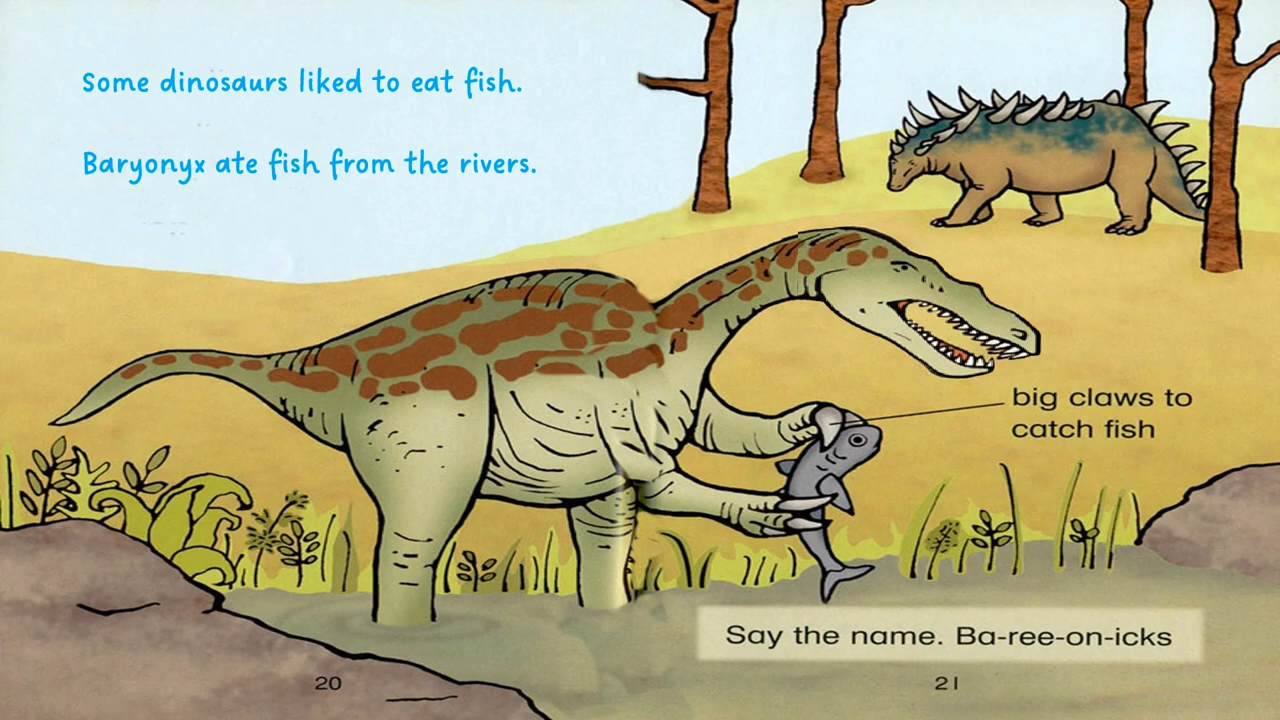 Some dinosaurs liked to eat fish.
Baryonyx ate fish from the rivers.
big claws to
catch fish
Say the name. Ba-ree-on-icks
20
21